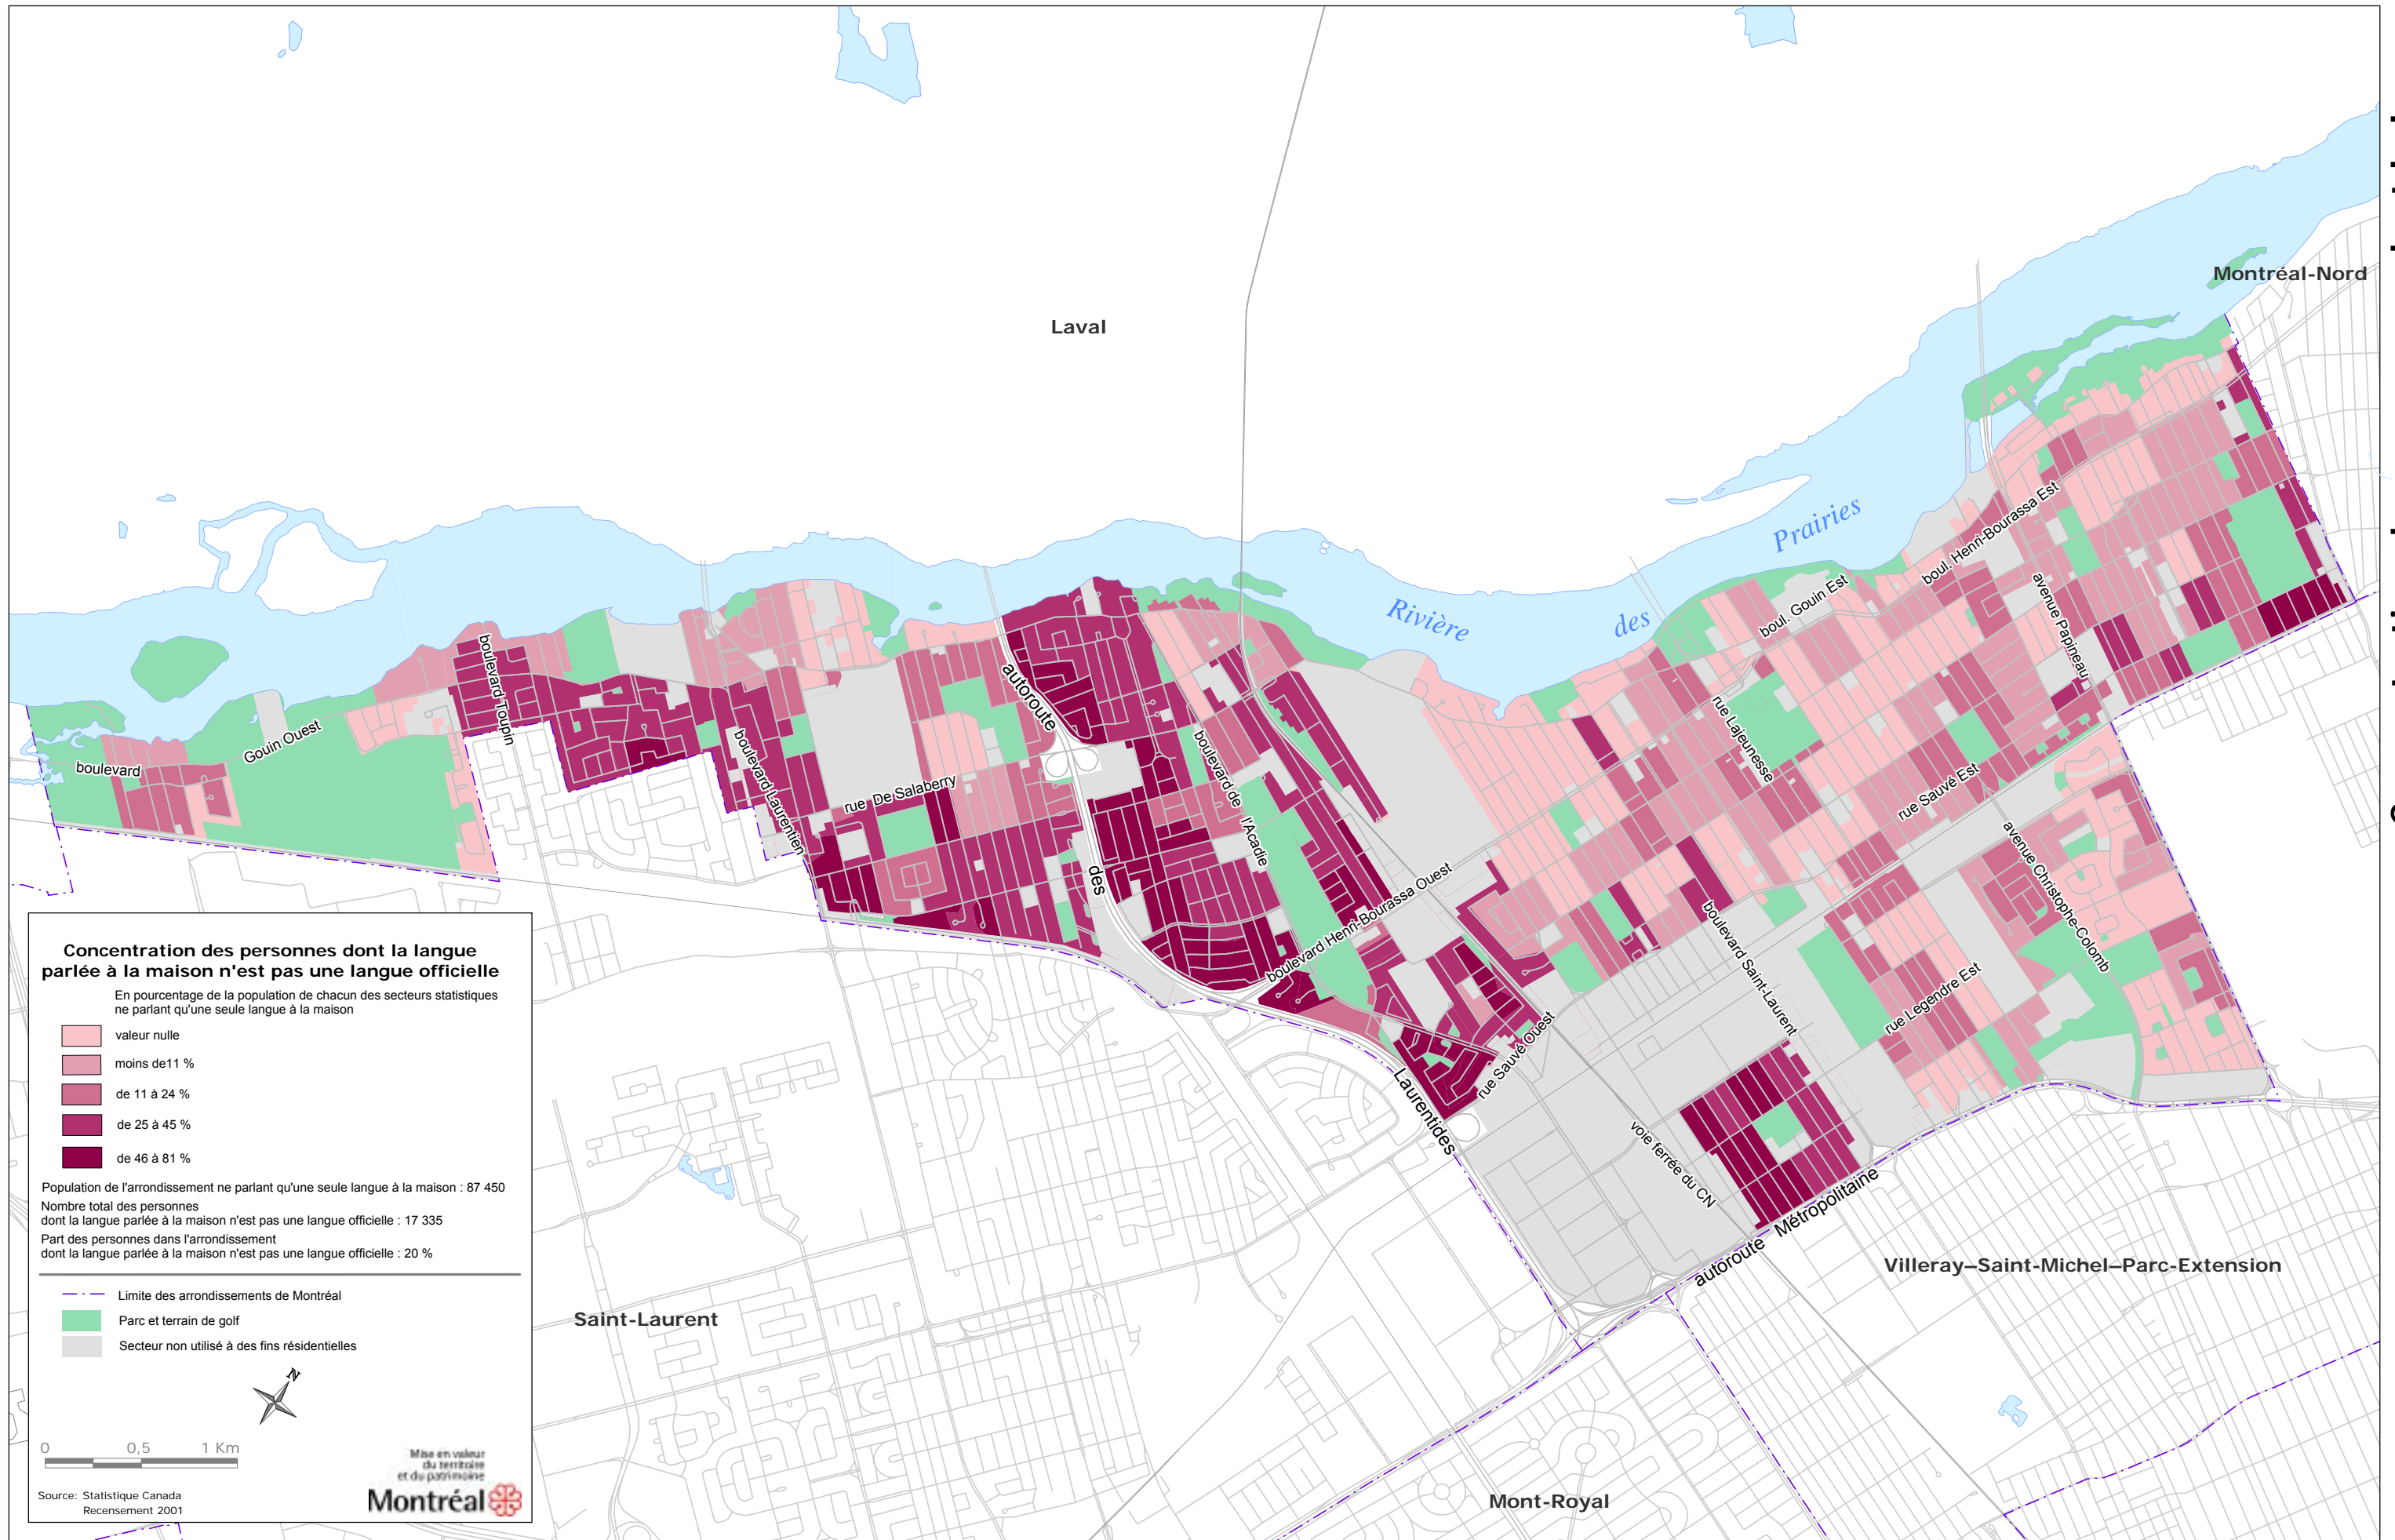 Montréal-Nord
Laval
Rivière
des
Prairies
boul. Henri-Bourassa Est
boul. Gouin Est
avenue Papineau
boulevard Toupin
Gouin Ouest
boulevard
boulevard Laurentien
rue De Salaberry
autoroute
des
Laurentides
boulevard de
l'Acadie
rue Lajeunesse
rue Sauvé Est
avenue Christophe-Colomb
boulevard Henri-Bourassa Ouest
boulevard Saint-Laurent
rue Legendre Est
rue Sauvé Ouest
voie ferrée du CN
autoroute Métropolitaine
Villeray–Saint-Michel–Parc-Extension
Saint-Laurent
Mont-Royal
Concentration des personnes dont la langue
parlée à la maison n'est pas une langue officielle
En pourcentage de la population de chacun des secteurs statistiques
ne parlant qu'une seule langue à la maison
valeur nulle
moins de11 %
de 11 à 24 %
de 25 à 45 %
de 46 à 81 %
Population de l'arrondissement ne parlant qu'une seule langue à la maison : 87 450
Nombre total des personnes
dont la langue parlée à la maison n'est pas une langue officielle : 17 335
Part des personnes dans l'arrondissement
dont la langue parlée à la maison n'est pas une langue officielle : 20 %
Limite des arrondissements de Montréal
Parc et terrain de golf
Secteur non utilisé à des fins résidentielles
N
0 0,5 1 Km
Mise en valeur
du territoire
et du patrimoine
Montréal
Source: Statistique Canada
Recensement 2001